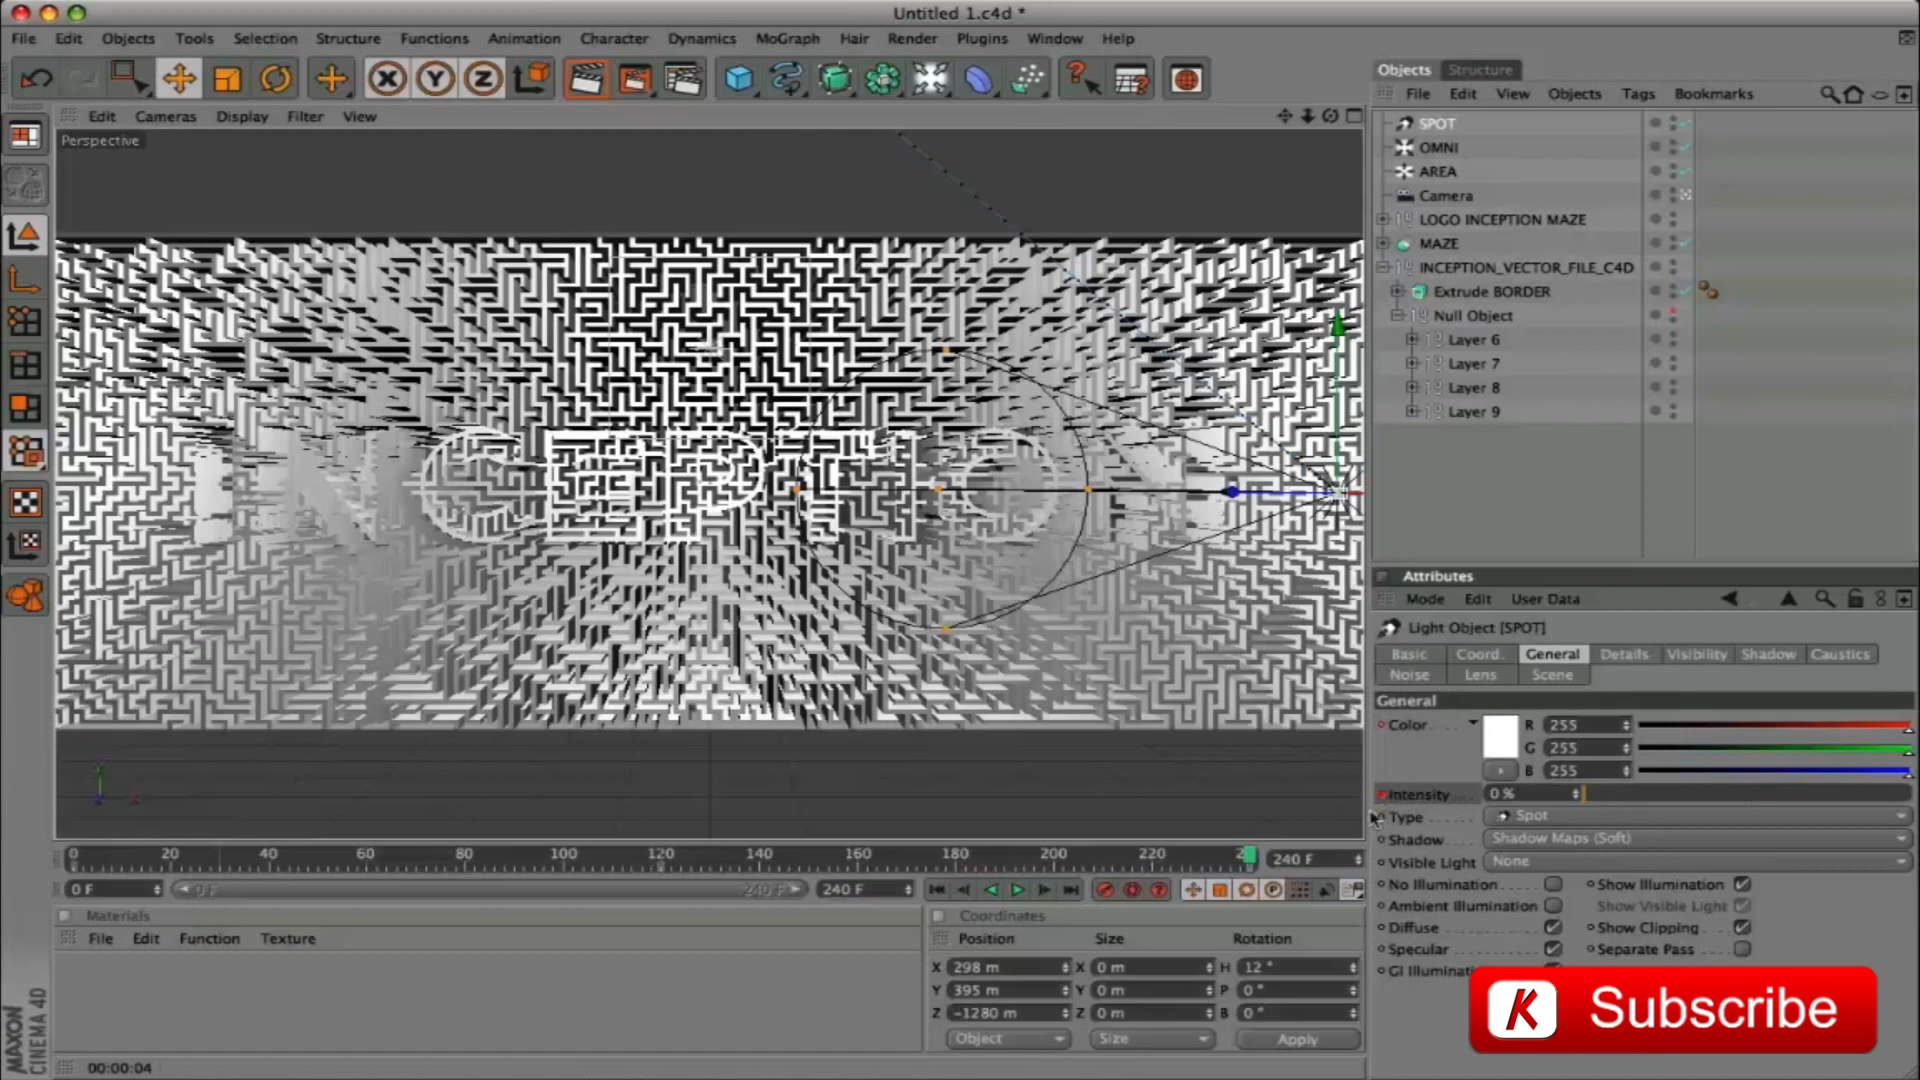 Untitled 1.c4d *
File Edit Objects Tools Selection Structure Functions Animation Character Dynamics MoGraph Hair Render Plugins Window Help
X Y Z
Objects Structure
File Edit View Objects Tags Bookmarks
Edit Cameras Display Filter View
Perspective
SPOT
OMNI
AREA
Camera
LOGO INCEPTION MAZE
MAZE
INCEPTION_VECTOR_FILE_C4D
Extrude BORDER
Null Object
Layer 6
Layer 7
Layer 8
Layer 9
Attributes
Mode Edit User Data
Light Object [SPOT]
Basic Coord. General Details Visibility Shadow Caustics
Noise Lens Scene
General
Color R 255
G 255
B 255
Intensity 0 %
Type Spot
Shadow Shadow Maps (Soft)
Visible Light None
No Illumination Show Illumination
Ambient Illumination Show Visible Light
Diffuse Show Clipping
Specular Separate Pass
GI
0 20 40 60 80 100 120 140 160 180 200 220 240 F
0 F 0 F 240 F 240 F
Materials
File Edit Function Texture
Coordinates
Position Size Rotation
X 298 m X 0 m H 12 °
Y 395 m Y 0 m P 0 °
Z -1280 m Z 0 m B 0 °
Object Size Apply
MAXON
CINEMA 4D
00:00:04
K Subscribe